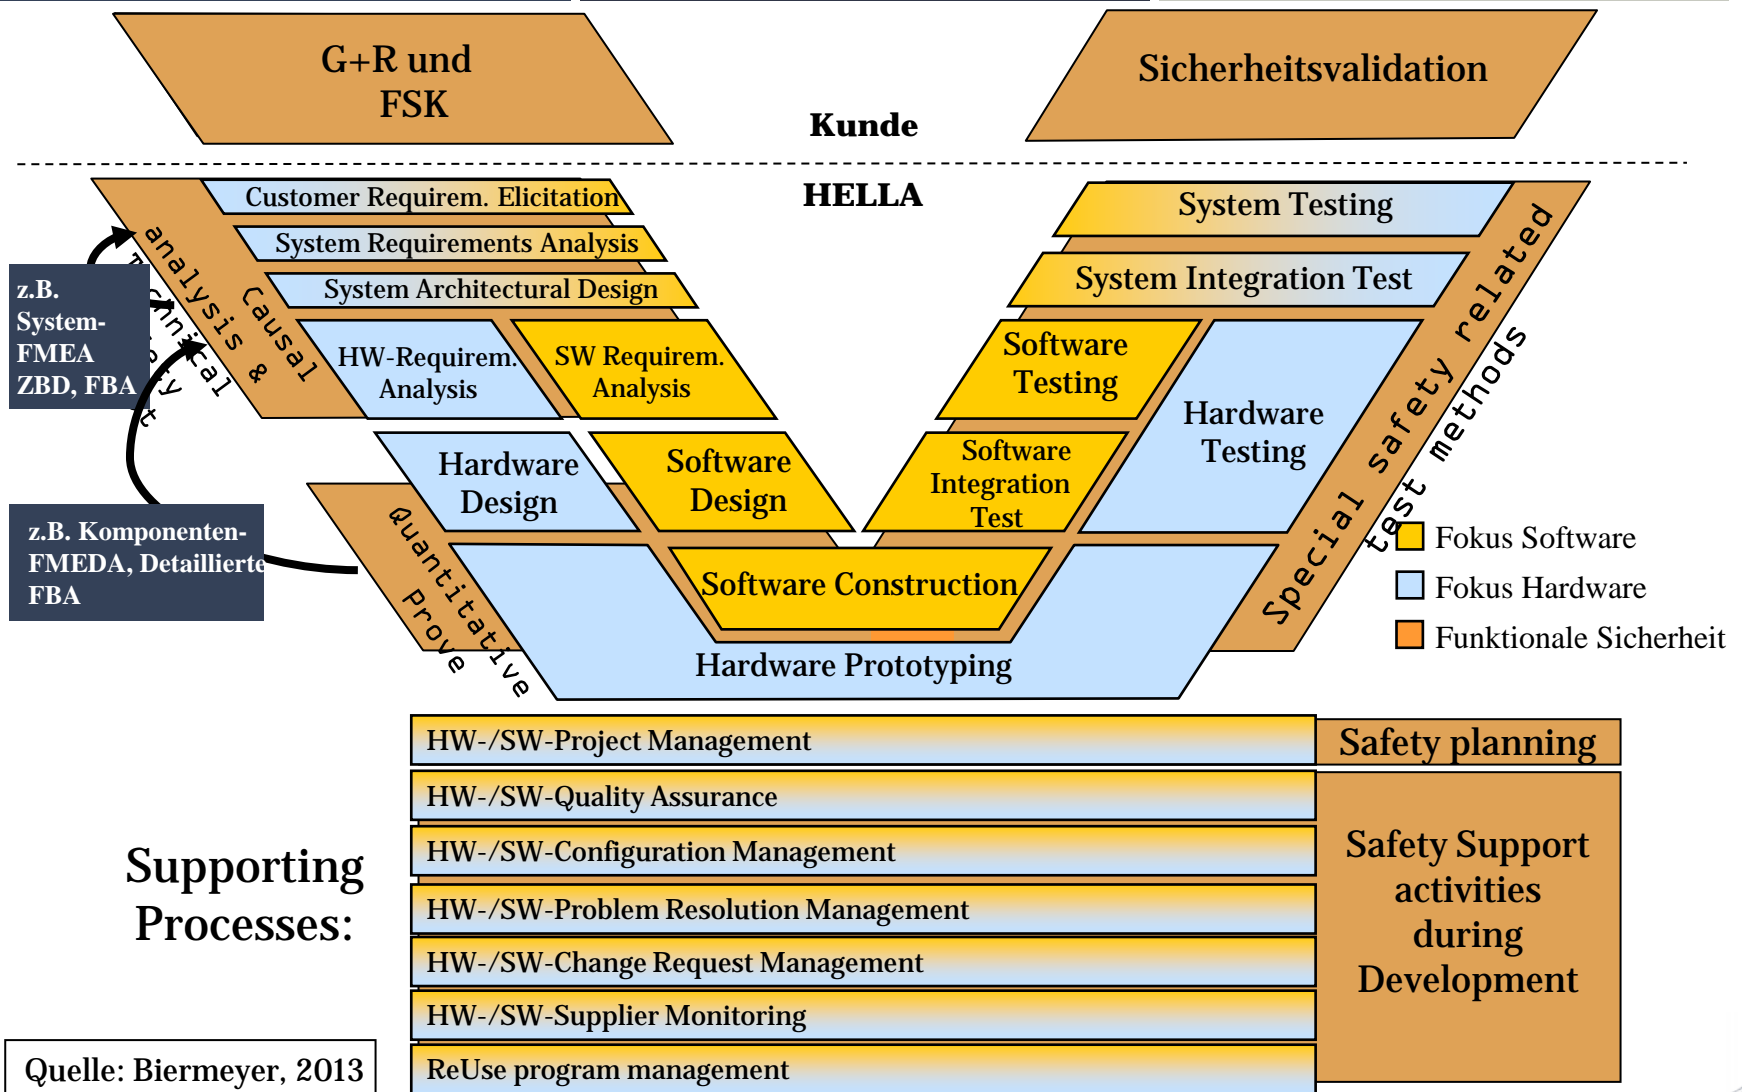 G+R und
FSK
Sicherheitsvalidation
Kunde
HELLA
Customer Requirem. Elicitation
System Requirements Analysis
System Architectural Design
HW-Requirem.
Analysis
SW Requirem.
Analysis
Hardware
Design
Software
Design
Causal
analysis &
z.B.
System-
FMEA
ZBD, FBA
z.B. Komponenten-
FMEDA, Detaillierte
FBA
Quantitative
Prove
System Testing
System Integration Test
Software
Testing
Hardware
Testing
Software
Integration
Test
Special safety related
test methods
Software Construction
Hardware Prototyping
Fokus Software
Fokus Hardware
Funktionale Sicherheit
Supporting
Processes:
HW-/SW-Project Management
HW-/SW-Quality Assurance
HW-/SW-Configuration Management
HW-/SW-Problem Resolution Management
HW-/SW-Change Request Management
HW-/SW-Supplier Monitoring
ReUse program management
Safety planning
Safety Support
activities
during
Development
Quelle: Biermeyer, 2013